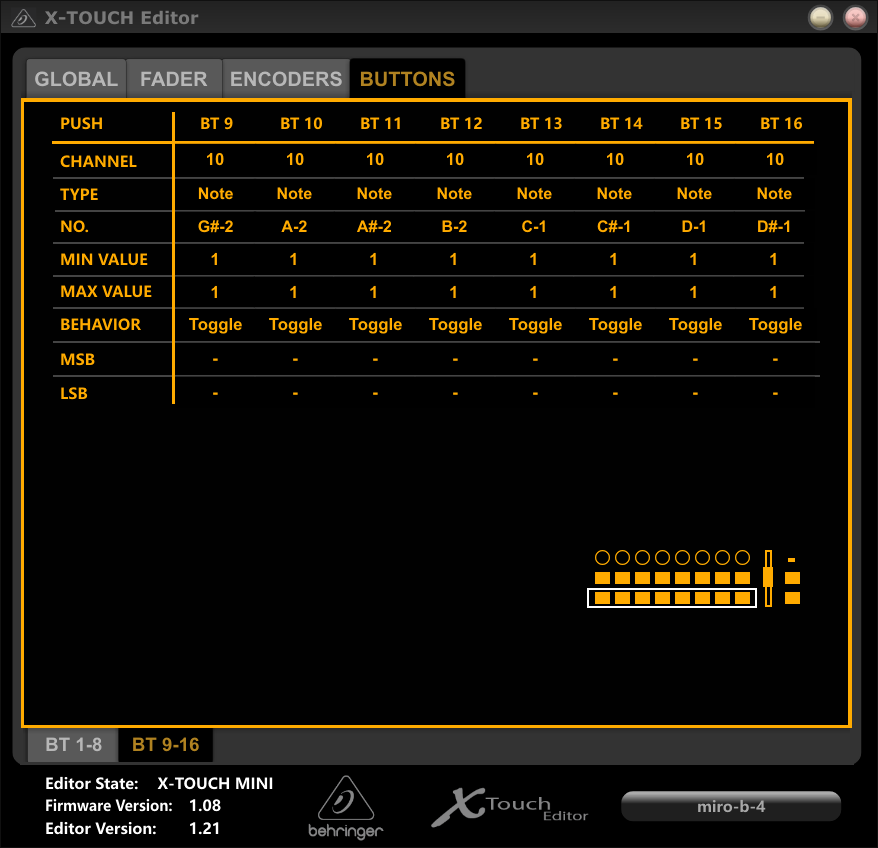 X-TOUCH Editor
GLOBAL FADER ENCODERS BUTTONS
PUSH BT 9 BT 10 BT 11 BT 12 BT 13 BT 14 BT 15 BT 16
CHANNEL 10 10 10 10 10 10 10 10
TYPE Note Note Note Note Note Note Note Note
NO. G#-2 A-2 A#-2 B-2 C-1 C#-1 D-1 D#-1
MIN VALUE 1 1 1 1 1 1 1 1
MAX VALUE 1 1 1 1 1 1 1 1
BEHAVIOR Toggle Toggle Toggle Toggle Toggle Toggle Toggle Toggle
MSB - - - - - - - -
LSB - - - - - - - -
BT 1-8 BT 9-16
Editor State: X-TOUCH MINI
Firmware Version: 1.08
Editor Version: 1.21
behringer
X Touch Editor
miro-b-4